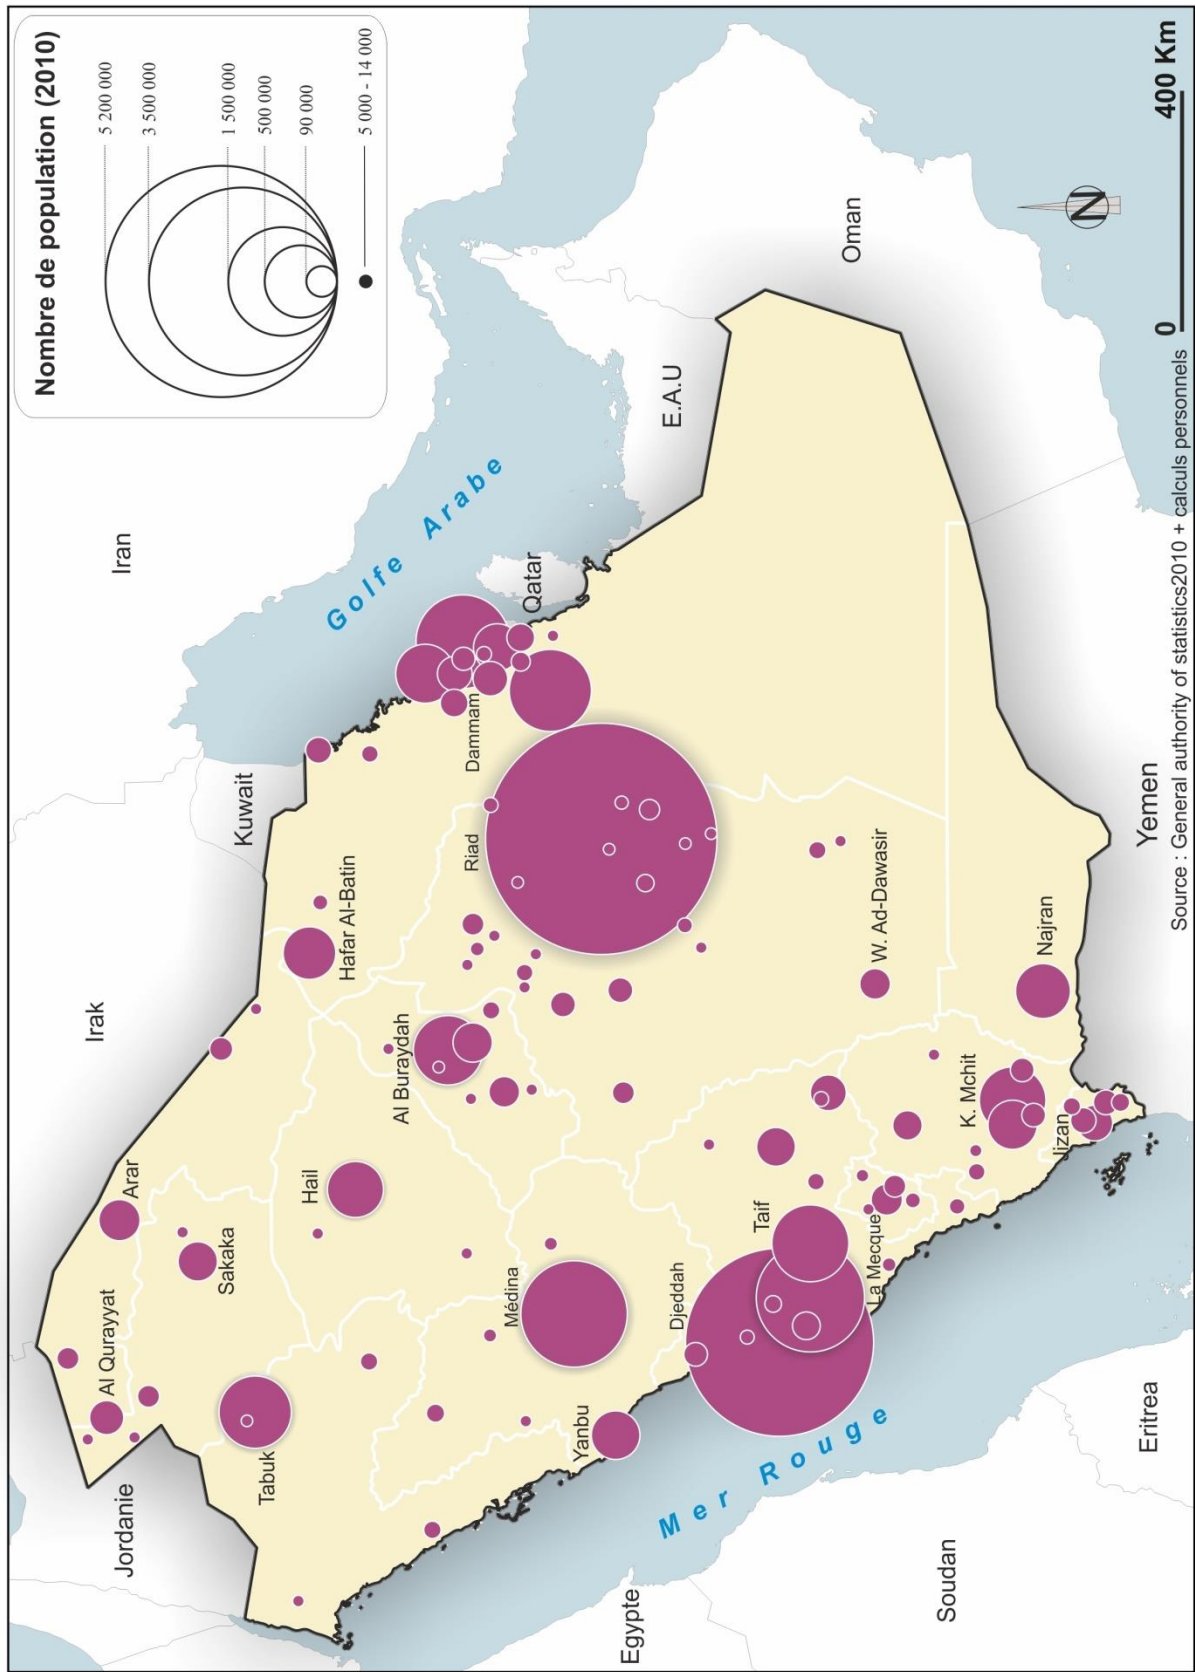 Nombre de population (2010)
5 200 000
3 500 000
1 500 000
500 000
90 000
5 000 - 14 000
Jordanie
Irak
Iran
Kuwait
Al Qurayyat
Arar
Sakaka
Tabuk
Hail
Hafar Al-Batin
Golfe Arabe
Al Buraydah
Dammam
Qatar
Riad
Médina
Yanbu
E.A.U
Egypte
Djeddah
Taif
La Mecque
Mer Rouge
W. Ad-Dawasir
Oman
Soudan
K. Mchit
Najran
Jizan
Eritrea
Yemen
N
0 400 Km
Source : General authority of statistics2010 + calculs personnels